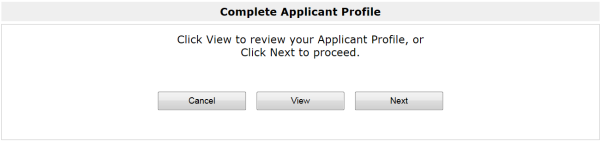 Complete Applicant Profile
Click View to review your Applicant Profile, or
Click Next to proceed.
Cancel View Next